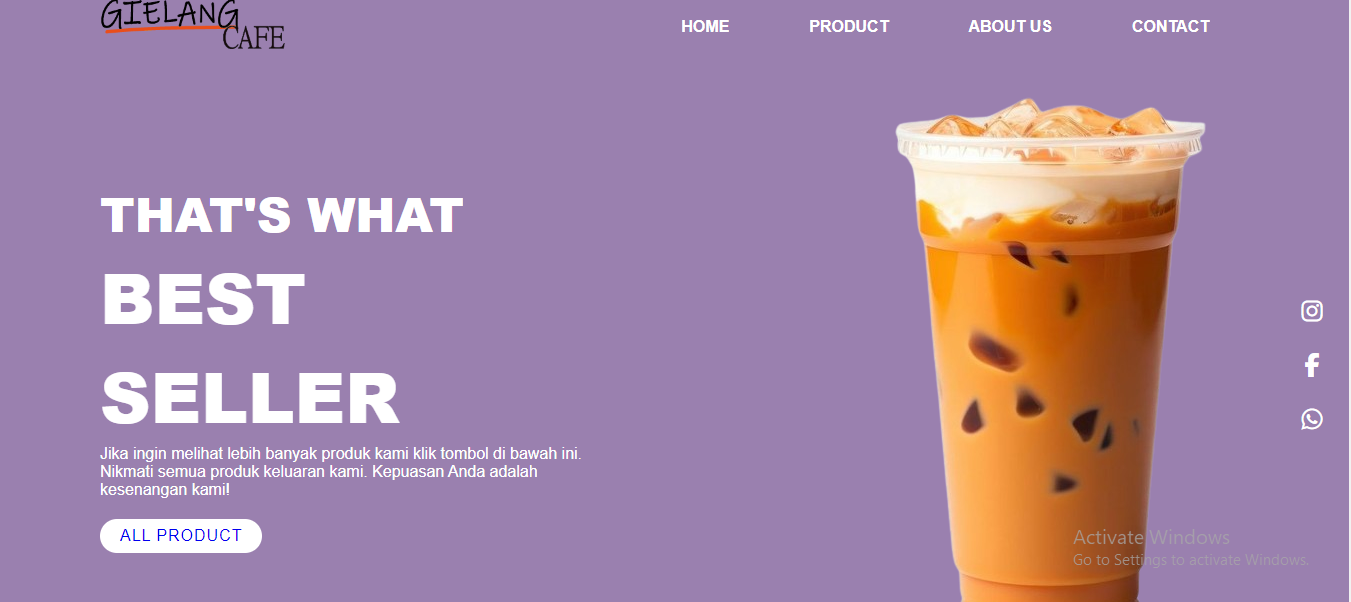 GIELANG
CAFE
HOME PRODUCT ABOUT US CONTACT
THAT'S WHAT
BEST
SELLER
Jika ingin melihat lebih banyak produk kami klik tombol di bawah ini.
Nikmati semua produk keluaran kami. Kepuasan Anda adalah
kesenangan kami!
ALL PRODUCT
Activate Windows
Go to Settings to activate Windows.